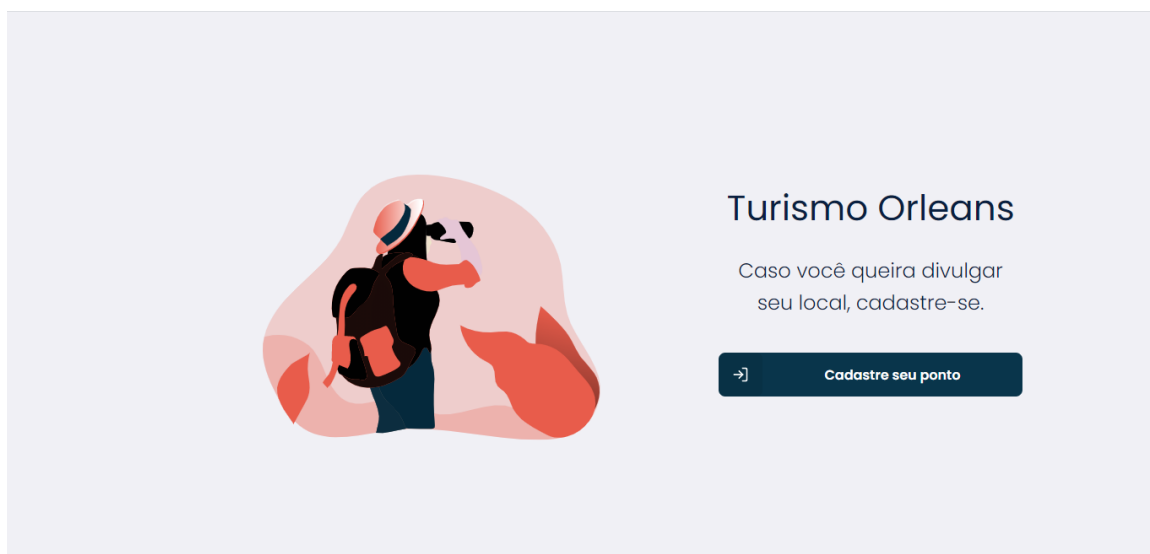 Turismo Orleans
Caso você queira divulgar
seu local, cadastre-se.
Cadastre seu ponto